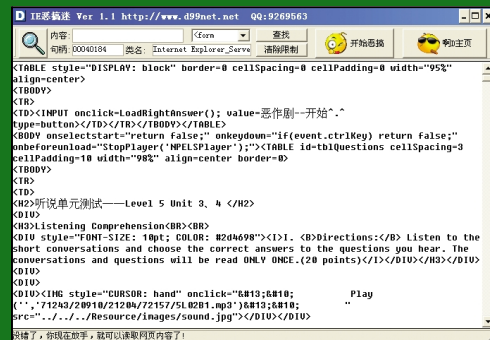 IE恶搞迷 Ver 1.1 http://www.d99net.net QQ:9269563
内容: <form 查找
句柄: 00040184 类名: Internet Explorer_Serve 清除限制
开始恶搞
啊D主页
<TABLE style="DISPLAY: block" border=0 cellSpacing=0 cellPadding=0 width="95%"
align=center>
<TBODY>
<TR>
<TD><INPUT onclick=LoadRightAnswer(); value=恶作剧--开始^.^
type=button></TD></TR></TBODY></TABLE>
<BODY onselectstart="return false;" onkeydown="if(event.ctrlKey) return false;"
onbeforeunload="StopPlayer('NPELSPlayer');"><TABLE id=tblQuestions cellSpacing=3
cellPadding=10 width="98%" align=center border=0>
<TBODY>
<TR>
<TD>
<H2>听说单元测试——Level 5 Unit 3、4 </H2>
<DIV>
<H3>Listening Comprehension<BR><BR>
<DIV style="FONT-SIZE: 10pt; COLOR: #2d4698"><I>I. <B>Directions:</B> Listen to the
short conversations and choose the correct answers to the questions you hear. The
conversations and questions will be read ONLY ONCE.(20 points)</I></DIV></H3></DIV>
<DIV>
<DIV>
<DIV><IMG style="CURSOR: hand" onclick="&#13;&#10; Play
('','71243/20910/21204/72157/5L02B1.mp3')&#13;&#10; "
src="../../../Resource/images/sound.jpg"></DIV></DIV>
没错了，你现在放手，就可以读取网页内容了!